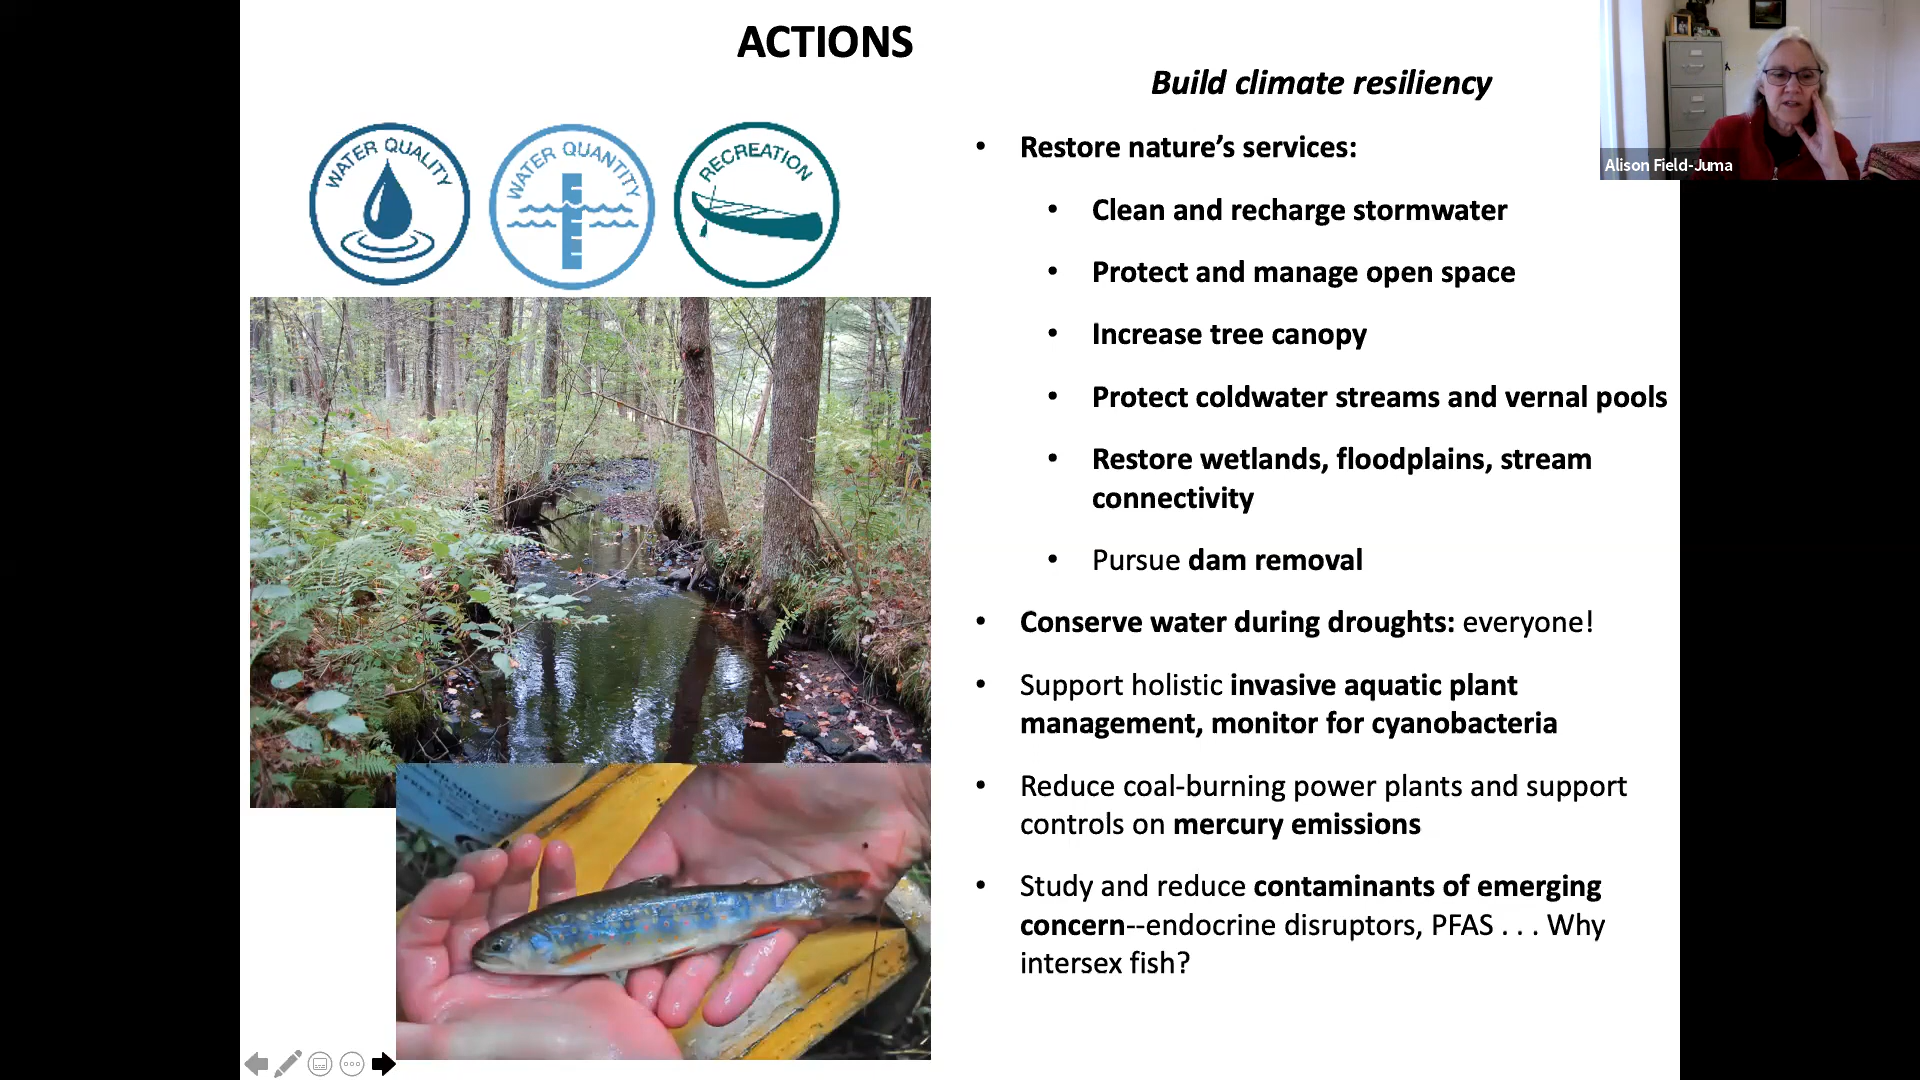 ACTIONS
Build climate resiliency
WATER QUALITY
WATER QUANTITY
RECREATION
• Restore nature’s services:
• Clean and recharge stormwater
• Protect and manage open space
• Increase tree canopy
• Protect coldwater streams and vernal pools
• Restore wetlands, floodplains, stream
connectivity
• Pursue dam removal
• Conserve water during droughts: everyone!
• Support holistic invasive aquatic plant
management, monitor for cyanobacteria
• Reduce coal-burning power plants and support
controls on mercury emissions
• Study and reduce contaminants of emerging
concern--endocrine disruptors, PFAS . . . Why
intersex fish?
Alison Field-Juma